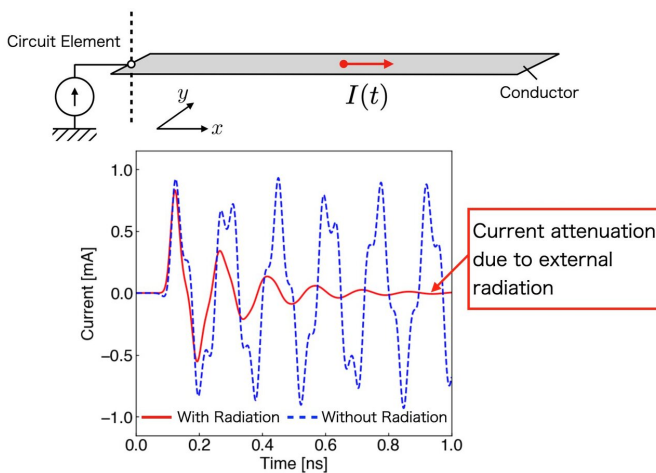 Circuit Element
y
x
I(t)
Conductor
1.0
0.5
0.0
−0.5
−1.0
Current [mA]
With Radiation
Without Radiation
0.0 0.2 0.4 0.6 0.8 1.0
Time [ns]
Current attenuation
due to external
radiation